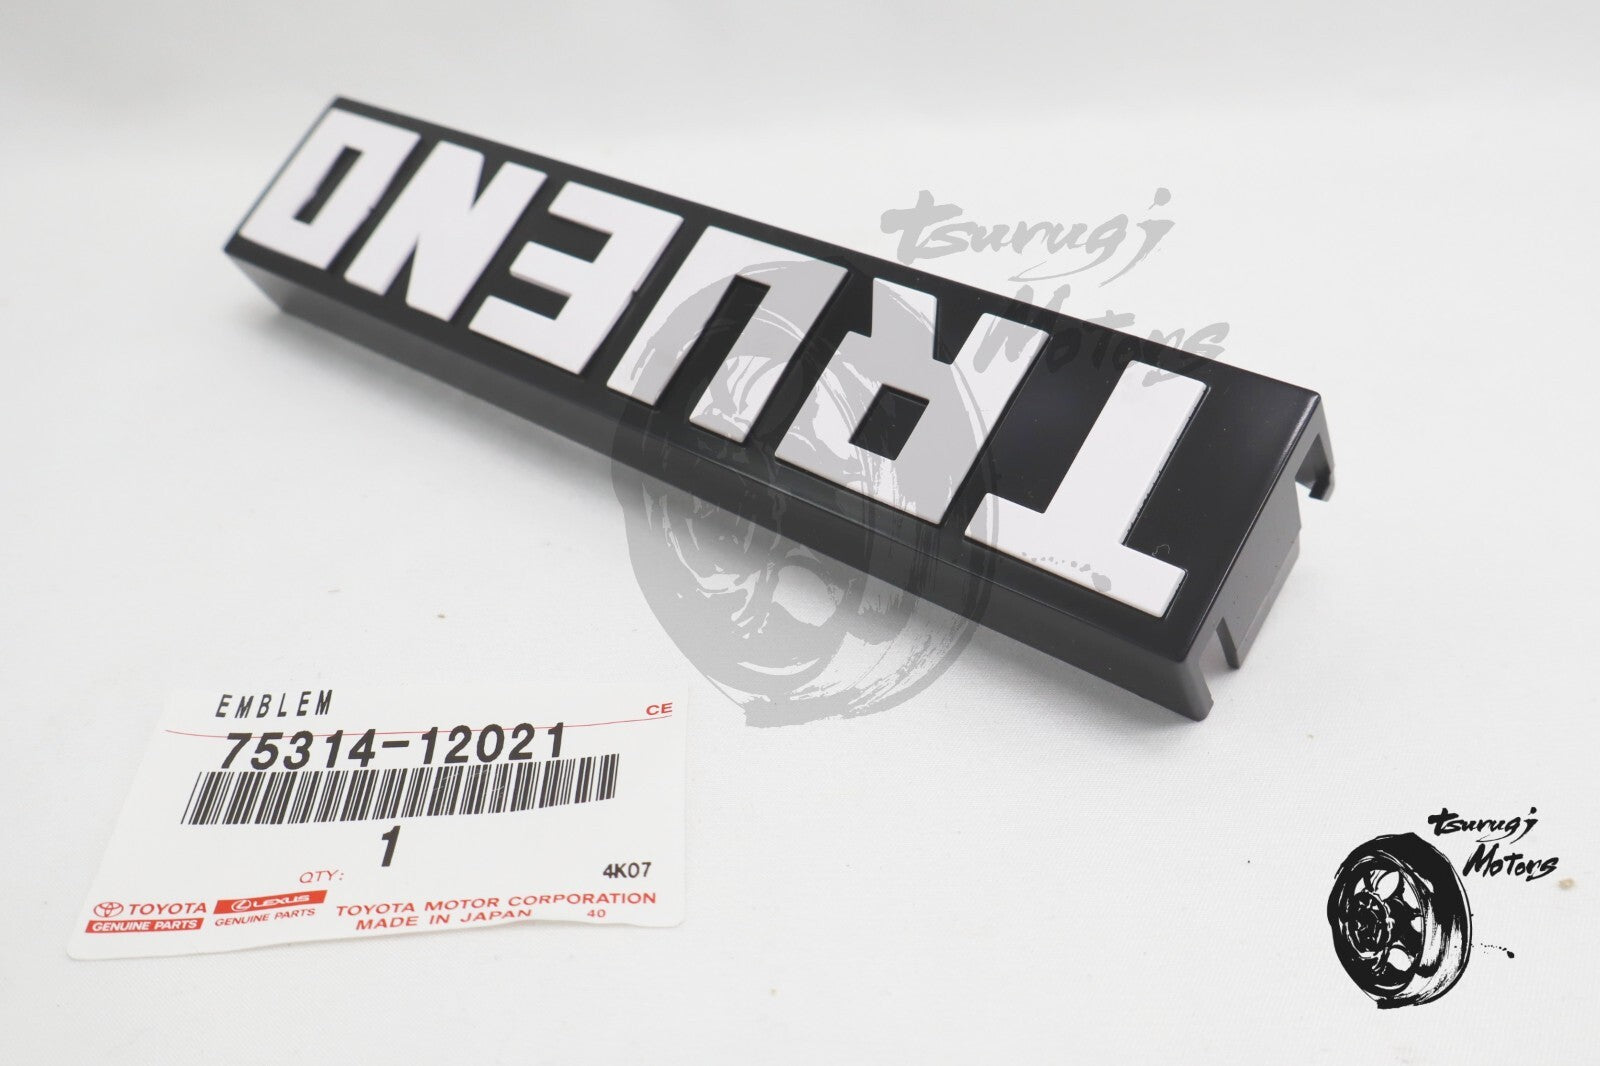 TRUENO
tsurugi
Motors
EMBLEM
CE
75314-12021
1
QTY:
4K07
TOYOTA
GENUINE PARTS
LEXUS
GENUINE PARTS
TOYOTA MOTOR CORPORATION
MADE IN JAPAN 40
tsurugi
Motors